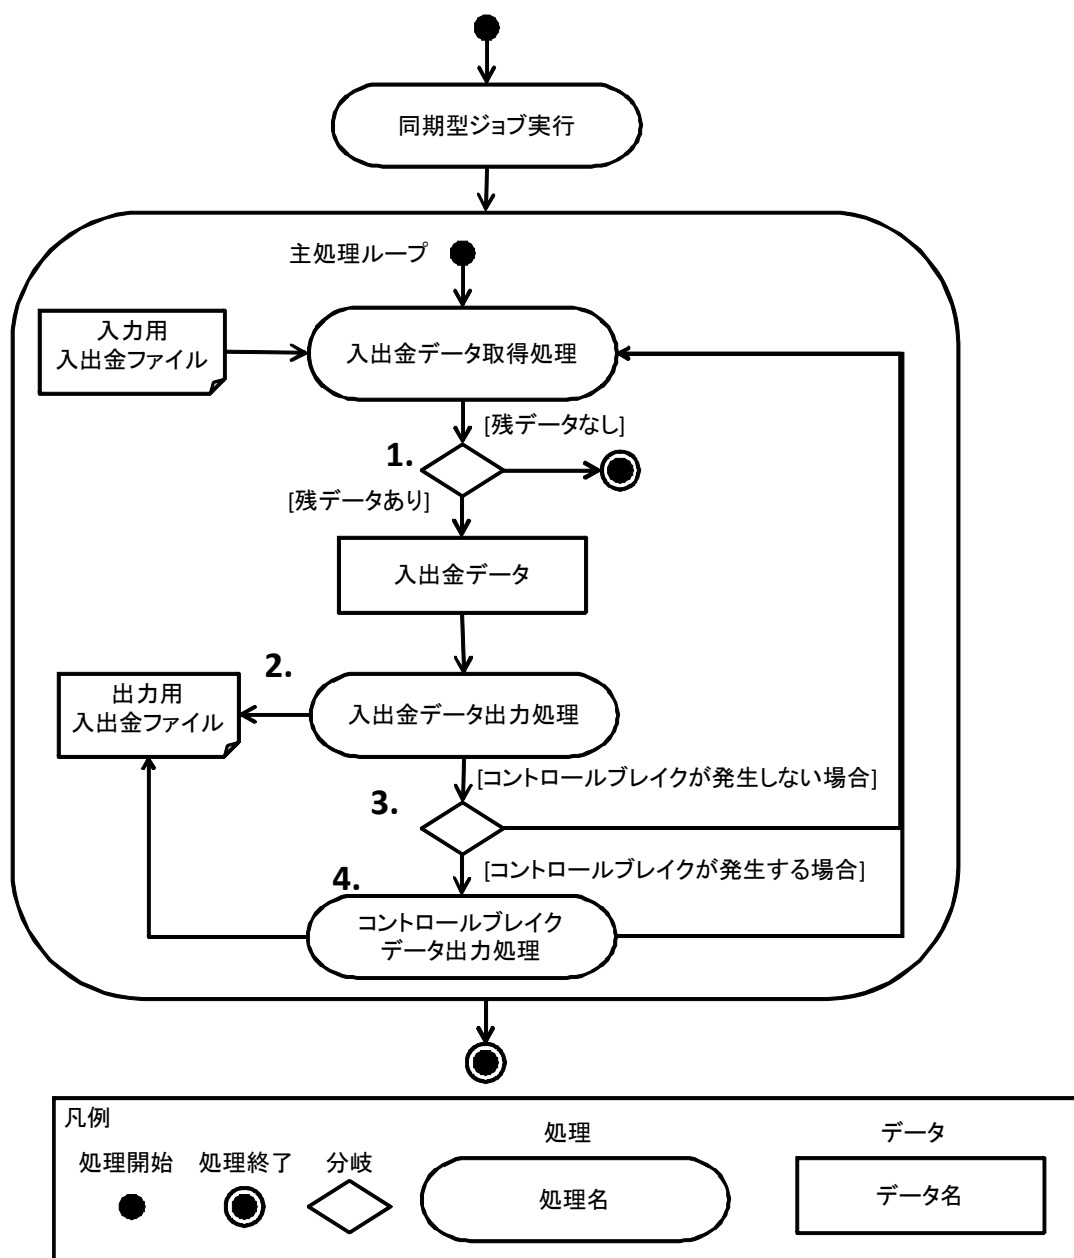 同期型ジョブ実行
主処理ループ
入力用
入出金ファイル
入出金データ取得処理
[残データなし]
1.
[残データあり]
入出金データ
2.
出力用
入出金ファイル
入出金データ出力処理
[コントロールブレイクが発生しない場合]
3.
[コントロールブレイクが発生する場合]
4.
コントロールブレイク
データ出力処理
凡例
処理開始
処理終了
分岐
処理
処理名
データ
データ名